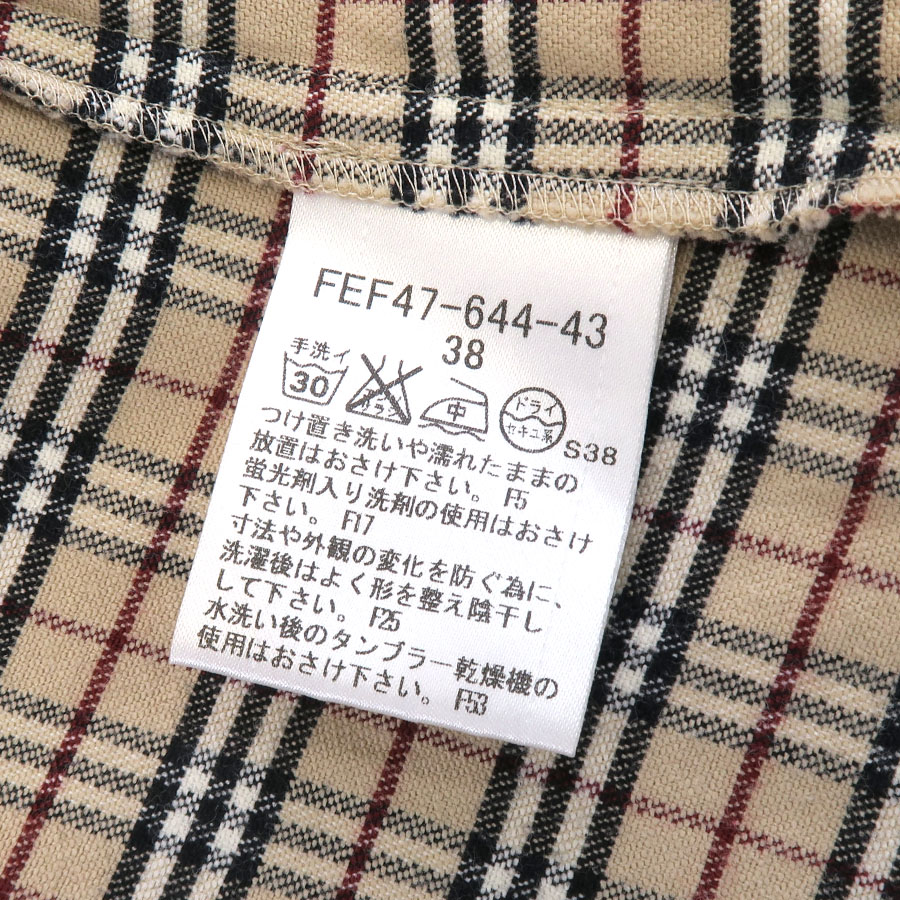 FEF47-644-43
38
手洗イ
30
エンソ
サラシ
中
ドライ
セキユ系
S38
つけ置き洗いや濡れたままの
放置はおさけ下さい。 F5
蛍光剤入り洗剤の使用はおさけ
下さい。 F17
寸法や外観の変化を防ぐ為に、
洗濯後はよく形を整え陰干し
して下さい。 F25
水洗い後のタンブラー乾燥機の
使用はおさけ下さい。 F53